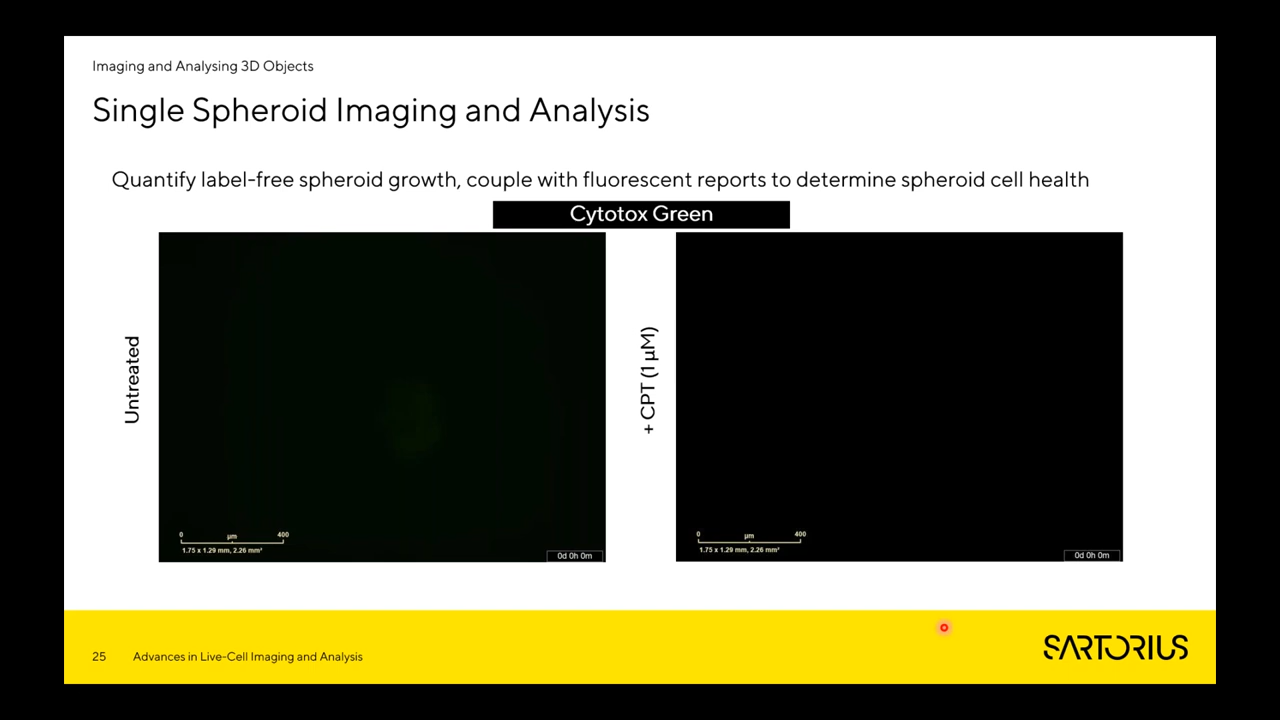 Imaging and Analysing 3D Objects
Single Spheroid Imaging and Analysis
Quantify label-free spheroid growth, couple with fluorescent reports to determine spheroid cell health
Cytotox Green
Untreated
0 µm 400
1.75 x 1.29 mm, 2.26 mm²
0d 0h 0m
+ CPT (1 µM)
0 µm 400
1.75 x 1.29 mm, 2.26 mm²
0d 0h 0m
25 Advances in Live-Cell Imaging and Analysis
SARTORIUS